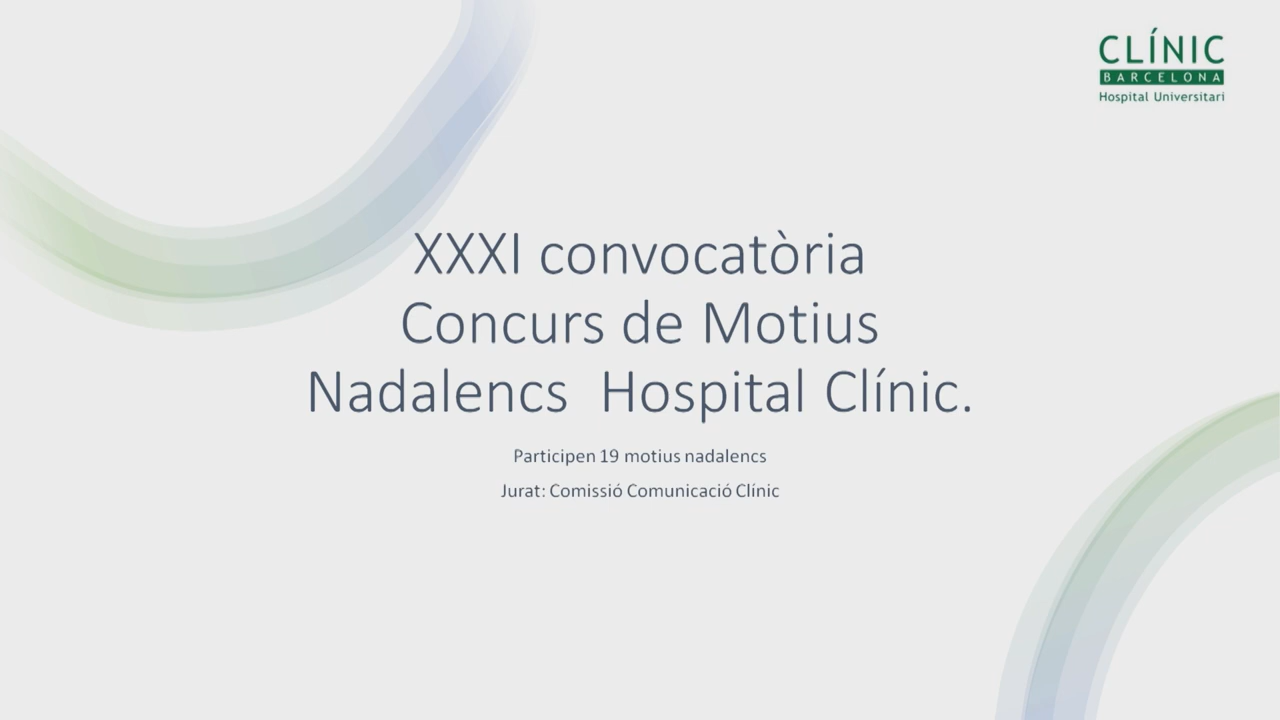 CLÍNIC
BARCELONA
Hospital Universitari
XXXI convocatòria
Concurs de Motius
Nadalencs  Hospital Clínic.
Participen 19 motius nadalencs
Jurat: Comissió Comunicació Clínic